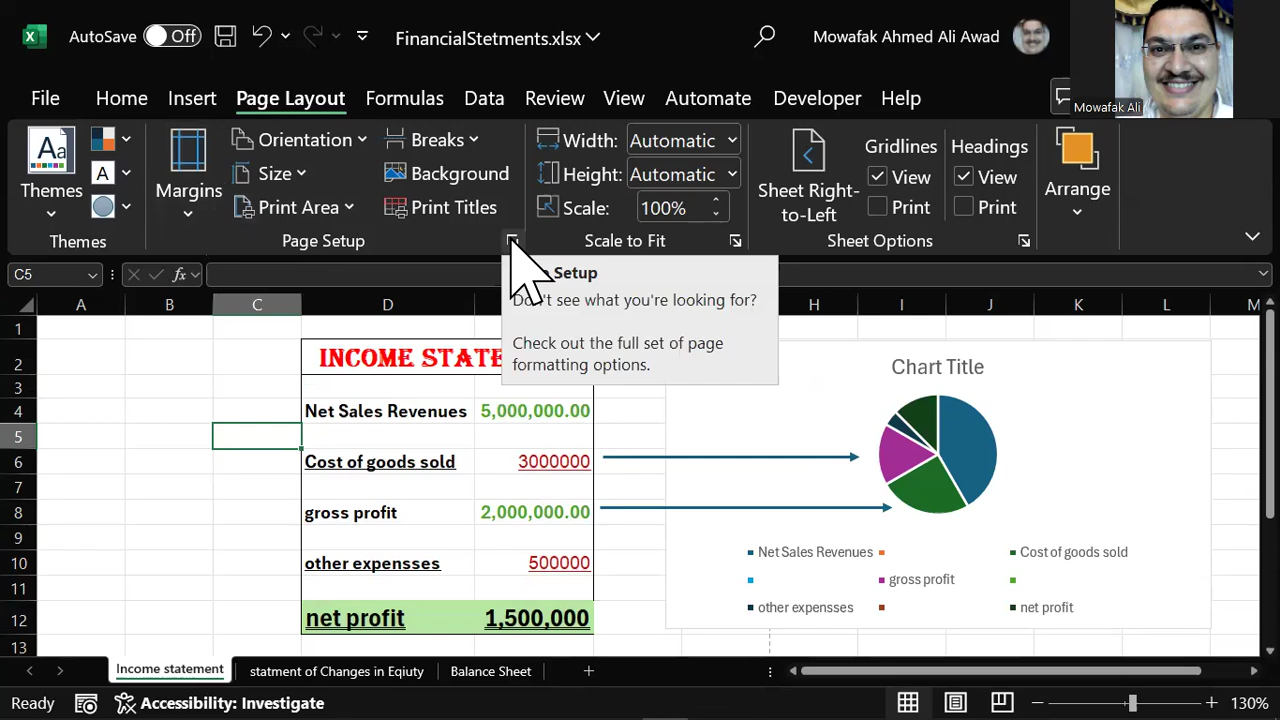 AutoSave Off FinancialStetments.xlsx Mowafak Ahmed Ali Awad
Mowafak Ali
File Home Insert Page Layout Formulas Data Review View Automate Developer Help
Themes
Margins
Orientation
Size
Print Area
Breaks
Background
Print Titles
Width: Automatic
Height: Automatic
Scale: 100%
Sheet Right-
to-Left
Gridlines
View
Print
Headings
View
Print
Arrange
Themes Page Setup Scale to Fit Sheet Options
C5 fx
Setup
Don't see what you're looking for?
Check out the full set of page
formatting options.
A B C D H I J K L M
1
2 INCOME STATE
3
4 Net Sales Revenues 5,000,000.00
5
6 Cost of goods sold 3000000
7
8 gross profit 2,000,000.00
9
10 other expensses 500000
11
12 net profit 1,500,000
13
Chart Title
Net Sales Revenues Cost of goods sold
gross profit
other expensses net profit
Income statement statment of Changes in Eqiuty Balance Sheet
Ready Accessibility: Investigate 130%